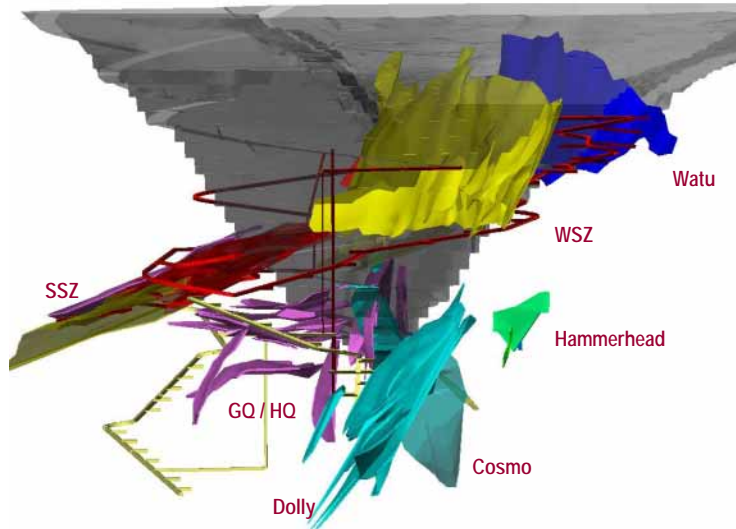 Watu
WSZ
SSZ
Hammerhead
GQ / HQ
Cosmo
Dolly